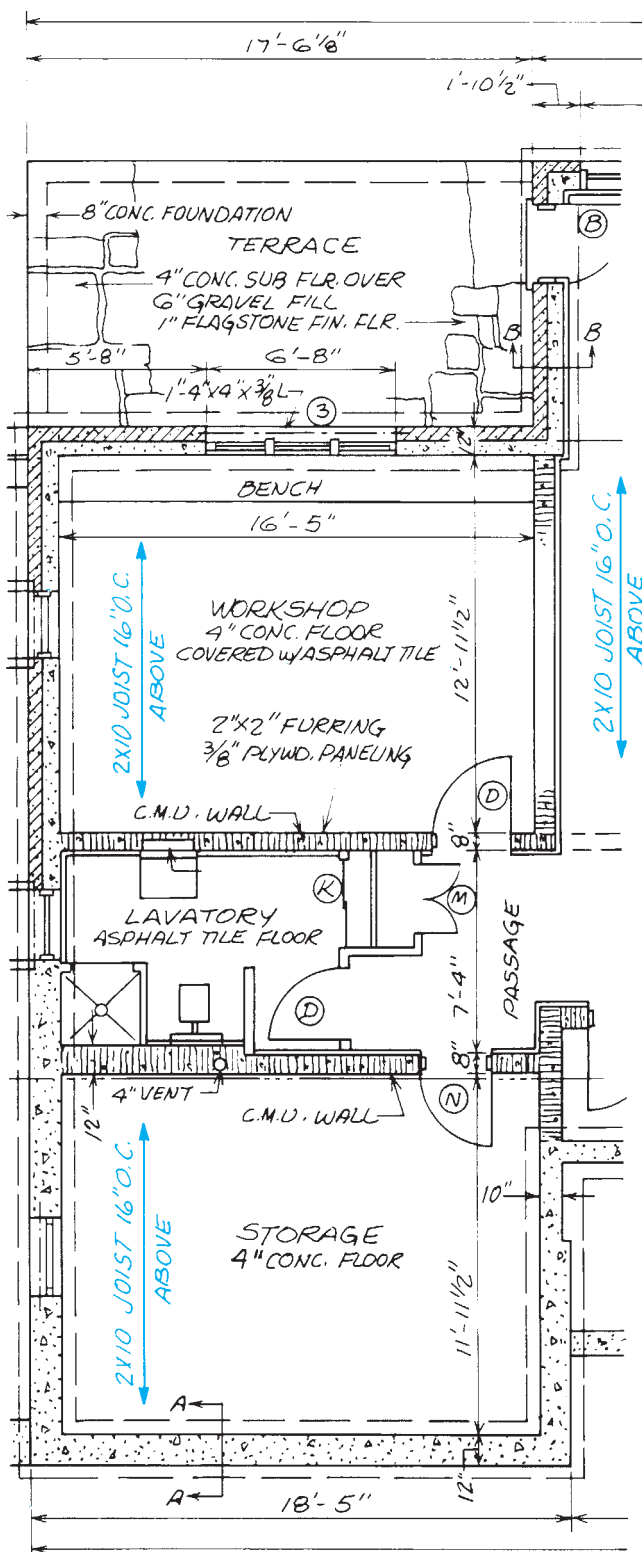 17'-6 1/8"
1'-10 1/2"
8" CONC. FOUNDATION
B
TERRACE
4" CONC. SUB FLR. OVER
6" GRAVEL FILL
1" FLAGSTONE FIN. FLR.
B
B
5'-8"
6'-8"
1"-4"x4"x3/8 L
3
12"
BENCH
16'-5"
2X10 JOIST 16" O.C.
ABOVE
2X10 JOIST 16" O.C.
ABOVE
WORKSHOP
4" CONC. FLOOR
COVERED W/ASPHALT TILE
12'-11 1/2"
2"X2" FURRING
3/8" PLYWD. PANELING
D
C.M.U. WALL
8"
K
M
LAVATORY
ASPHALT TILE FLOOR
PASSAGE
7'-4"
D
8"
4" VENT
12"
C.M.U. WALL
N
2X10 JOIST 16" O.C.
ABOVE
10"
STORAGE
4" CONC. FLOOR
11'-11 1/2"
A
A
12"
18'-5"